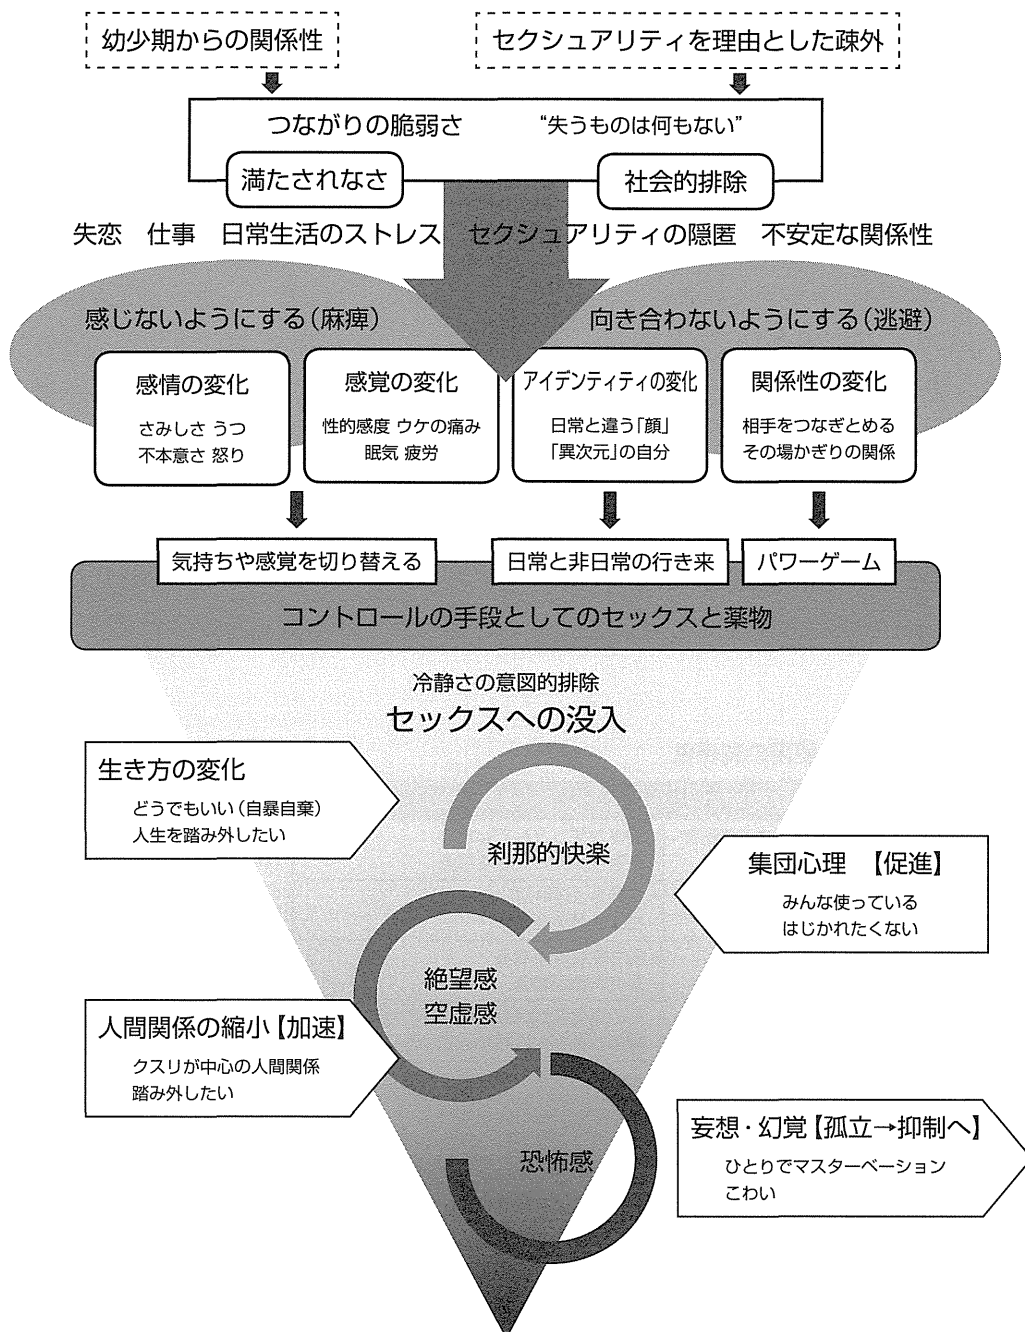 幼少期からの関係性
セクシュアリティを理由とした疎外
つながりの脆弱さ
“失うものは何もない”
満たされなさ
社会的排除
失恋 仕事 日常生活のストレス セクシュアリティの隠匿 不安定な関係性
感じないようにする(麻痺)
向き合わないようにする(逃避)
感情の変化
さみしさ うつ
不本意さ 怒り
感覚の変化
性的感度 ウケの痛み
眠気 疲労
アイデンティティの変化
日常と違う「顔」
「異次元」の自分
関係性の変化
相手をつなぎとめる
その場かぎりの関係
気持ちや感覚を切り替える
日常と非日常の行き来
パワーゲーム
コントロールの手段としてのセックスと薬物
冷静さの意図的排除
セックスへの没入
生き方の変化
どうでもいい(自暴自棄)
人生を踏み外したい
刹那的快楽
集団心理 【促進】
みんな使っている
はじかれたくない
絶望感
空虚感
人間関係の縮小【加速】
クスリが中心の人間関係
踏み外したい
恐怖感
妄想・幻覚【孤立→抑制へ】
ひとりでマスターベーション
こわい